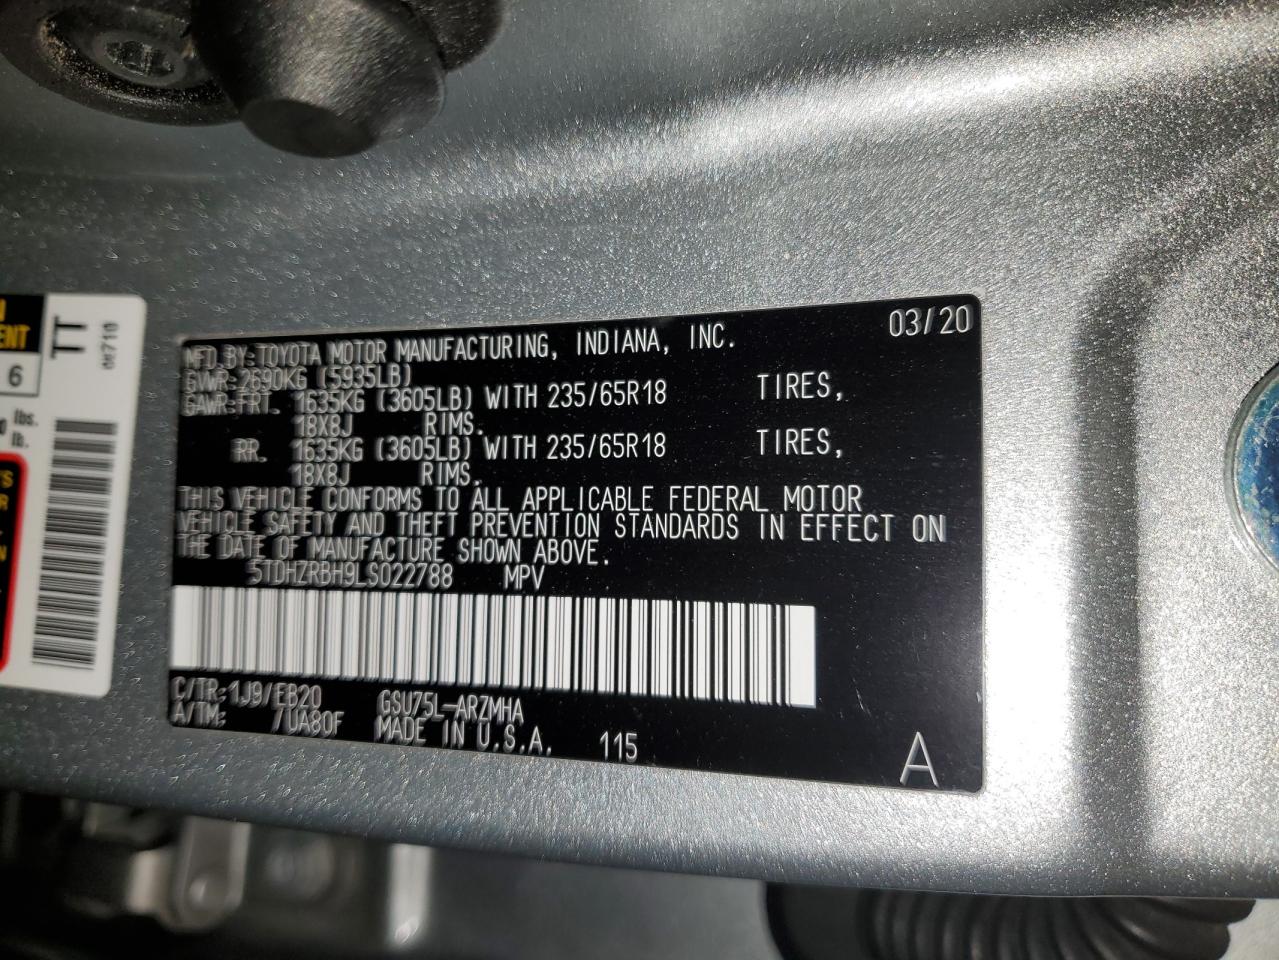 03/20
MFD.BY:TOYOTA MOTOR MANUFACTURING, INDIANA, INC.
GVWR:2690KG (5935LB)
GAWR:FRT. 1635KG (3605LB) WITH 235/65R18 TIRES,
18X8J RIMS.
RR. 1635KG (3605LB) WITH 235/65R18 TIRES,
18X8J RIMS.
THIS VEHICLE CONFORMS TO ALL APPLICABLE FEDERAL MOTOR
VEHICLE SAFETY AND THEFT PREVENTION STANDARDS IN EFFECT ON
THE DATE OF MANUFACTURE SHOWN ABOVE.
5TDHZRBH9LS022788 MPV
C/TR:1J9/EB20 GSU75L-ARZMHA
A/TM: /UA80F MADE IN U.S.A. 115
A
TT
6
lbs.
lb.